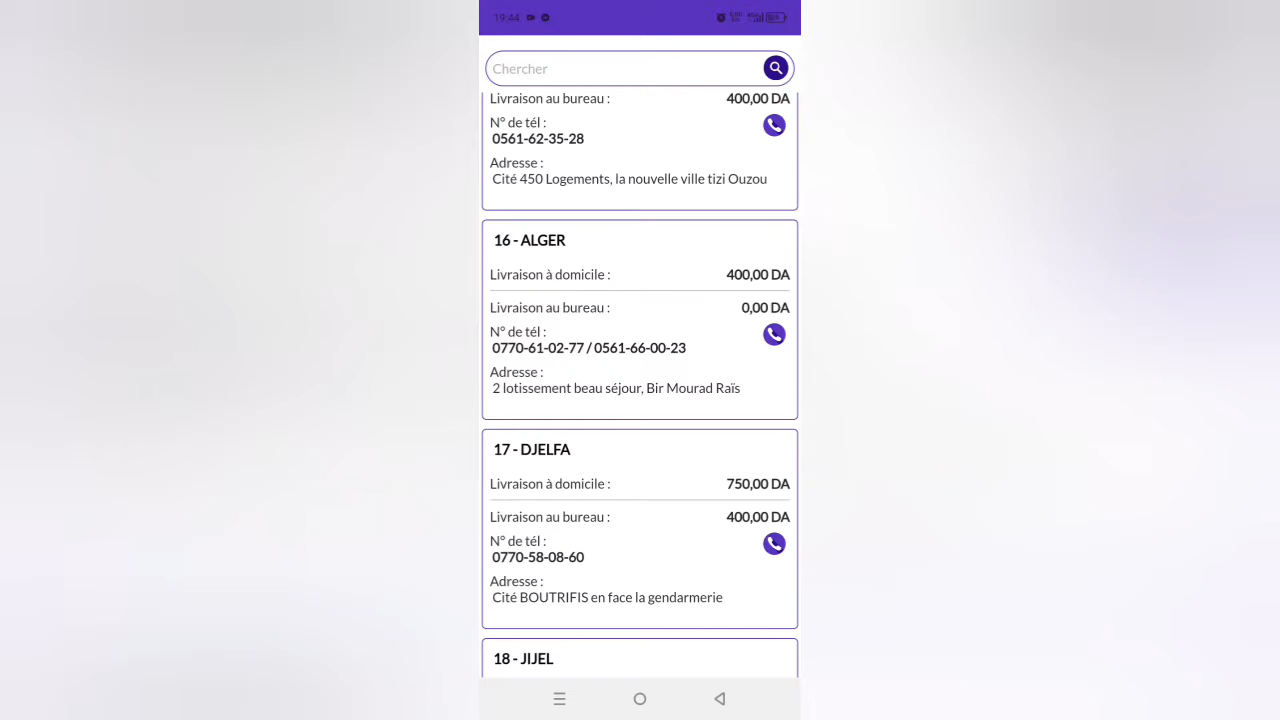 19:44
Chercher
Livraison au bureau : 400,00 DA
N° de tél :
0561-62-35-28
Adresse :
Cité 450 Logements, la nouvelle ville tizi Ouzou
16 - ALGER
Livraison à domicile : 400,00 DA
Livraison au bureau : 0,00 DA
N° de tél :
0770-61-02-77 / 0561-66-00-23
Adresse :
2 lotissement beau séjour, Bir Mourad Raïs
17 - DJELFA
Livraison à domicile : 750,00 DA
Livraison au bureau : 400,00 DA
N° de tél :
0770-58-08-60
Adresse :
Cité BOUTRIFIS en face la gendarmerie
18 - JIJEL